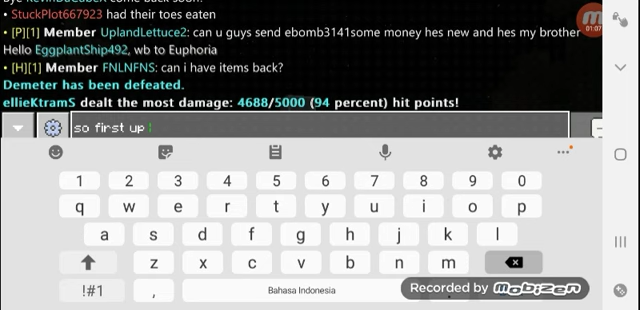 StuckPlot667923 had their toes eaten
[P][1] Member UplandLettuce2: can u guys send ebomb3141some money hes new and hes my brother
Hello EggplantShip492, wb to Euphoria
[H][1] Member FNLNFNS: can i have items back?
Demeter has been defeated.
ellieKtramS dealt the most damage: 4688/5000 (94 percent) hit points!
so first up
01:07
1 2 3 4 5 6 7 8 9 0
q w e r t y u i o p
a s d f g h j k l
z x c v b n m
!#1 , Bahasa Indonesia
Recorded by mobizen